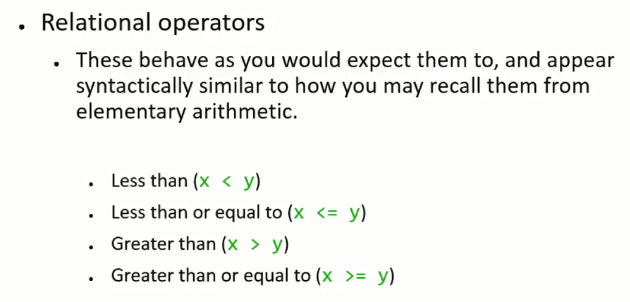 • Relational operators
• These behave as you would expect them to, and appear
syntactically similar to how you may recall them from
elementary arithmetic.
• Less than (x < y)
• Less than or equal to (x <= y)
• Greater than (x > y)
• Greater than or equal to (x >= y)